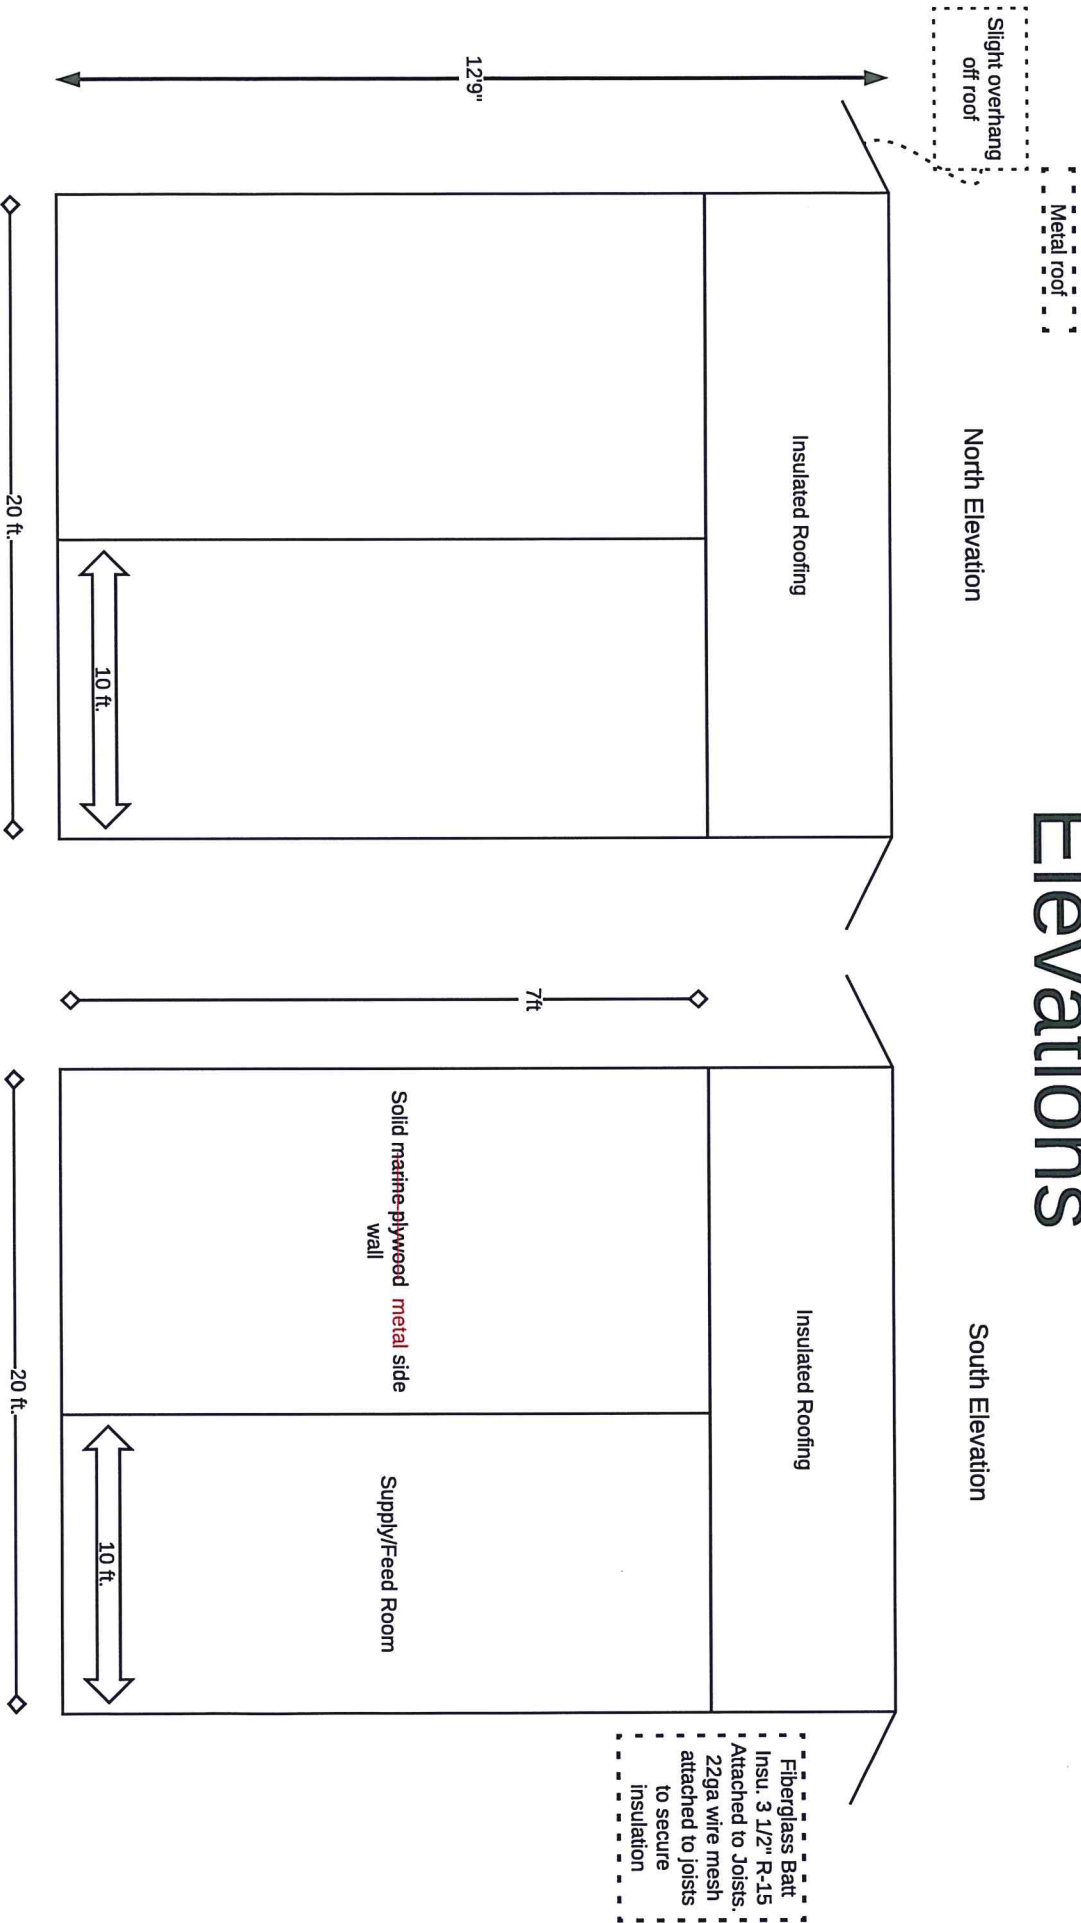 Elevations
Metal roof
Slight overhang
off roof
North Elevation
South Elevation
Insulated Roofing
Insulated Roofing
12'9"
7ft
Solid marine plywood metal side
wall
Supply/Feed Room
Fiberglass Batt
Insu. 3 1/2" R-15
Attached to Joists.
22ga wire mesh
attached to joists
to secure
insulation
10 ft.
10 ft.
20 ft.
20 ft.